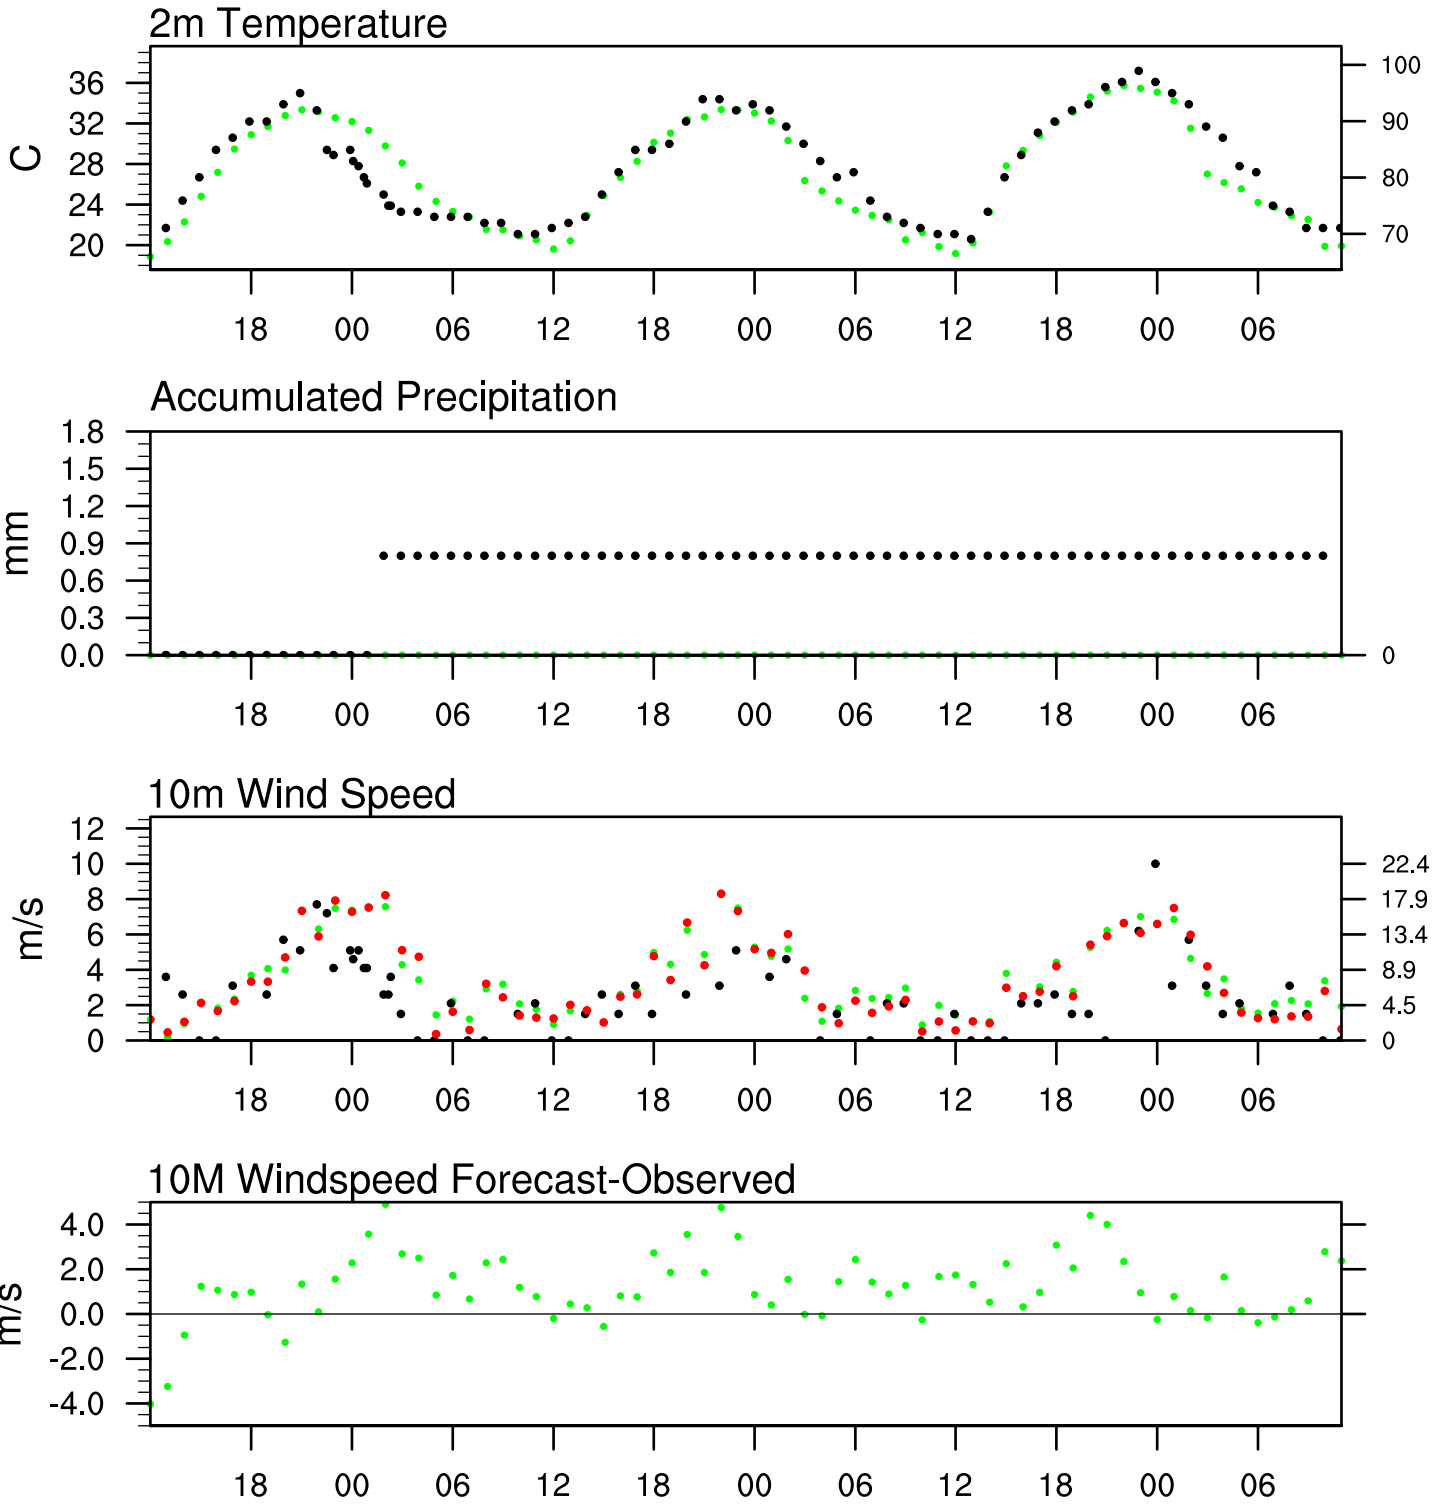 2m Temperature
36
32
28
24
20
C
100
90
80
70
18 00 06 12 18 00 06 12 18 00 06
Accumulated Precipitation
1.8
1.5
1.2
0.9
0.6
0.3
0.0
mm
0
18 00 06 12 18 00 06 12 18 00 06
10m Wind Speed
12
10
8
6
4
2
0
m/s
22.4
17.9
13.4
8.9
4.5
0
18 00 06 12 18 00 06 12 18 00 06
10M Windspeed Forecast-Observed
4.0
2.0
0.0
-2.0
-4.0
m/s
18 00 06 12 18 00 06 12 18 00 06